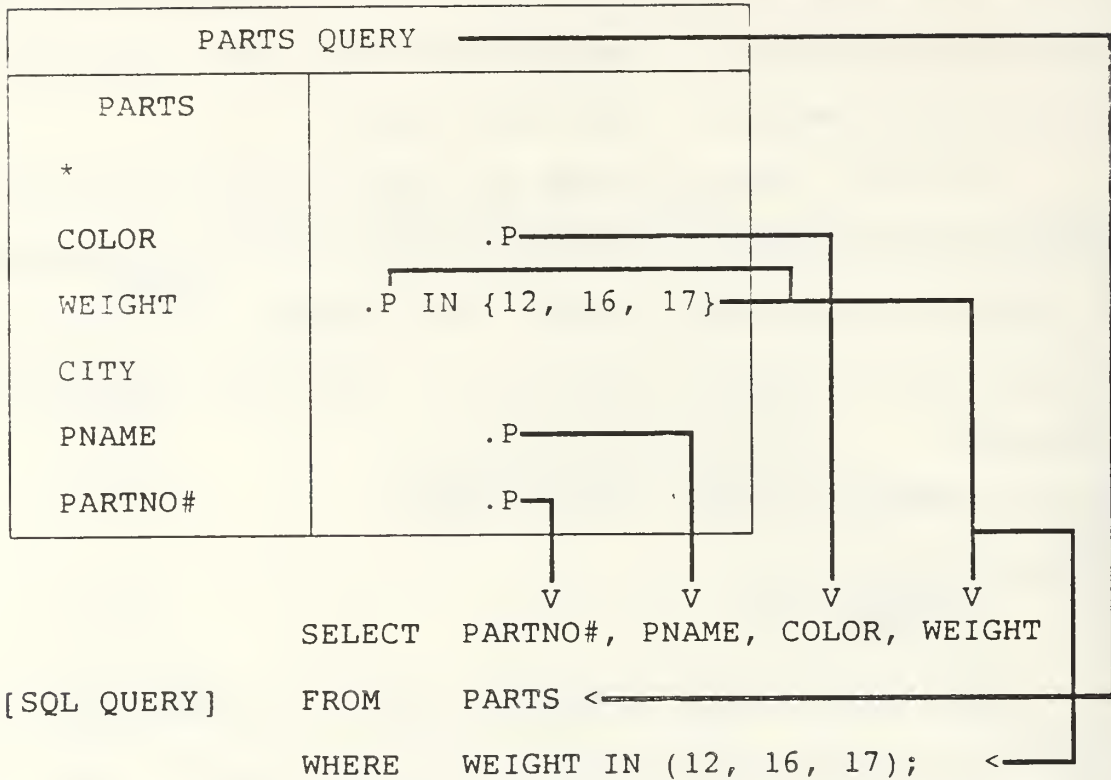 PARTS QUERY
PARTS
*
COLOR .P
WEIGHT .P IN {12, 16, 17}
CITY
PNAME .P
PARTNO# .P
V V V V
SELECT PARTNO#, PNAME, COLOR, WEIGHT
[SQL QUERY] FROM PARTS <
WHERE WEIGHT IN (12, 16, 17); <